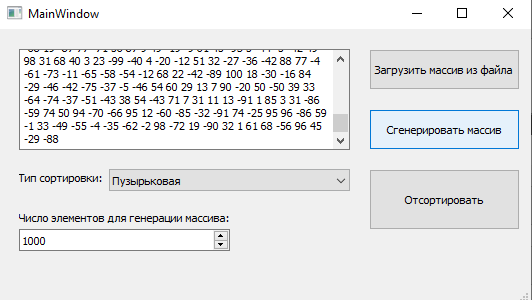 MainWindow
98 31 68 40 3 23 -99 -40 4 -20 -12 51 32 -27 -36 -42 88 77 -4
-61 -73 -11 -65 -58 -54 -12 68 22 -42 -89 100 18 -30 -16 84
-29 -46 -42 -75 -37 -5 -46 54 60 29 13 7 90 -20 50 -50 39 33
-64 -74 -37 -51 -43 38 54 -43 71 7 31 11 13 -91 1 85 3 31 -86
-59 74 50 94 -70 -66 95 12 -60 -85 -32 -91 74 -25 95 96 -86 59
-1 33 -49 -55 -4 -35 -62 -2 98 -72 19 -90 32 1 61 68 -56 96 45
-29 -88
Загрузить массив из файла
Сгенерировать массив
Тип сортировки: Пузырьковая
Отсортировать
Число элементов для генерации массива:
1000